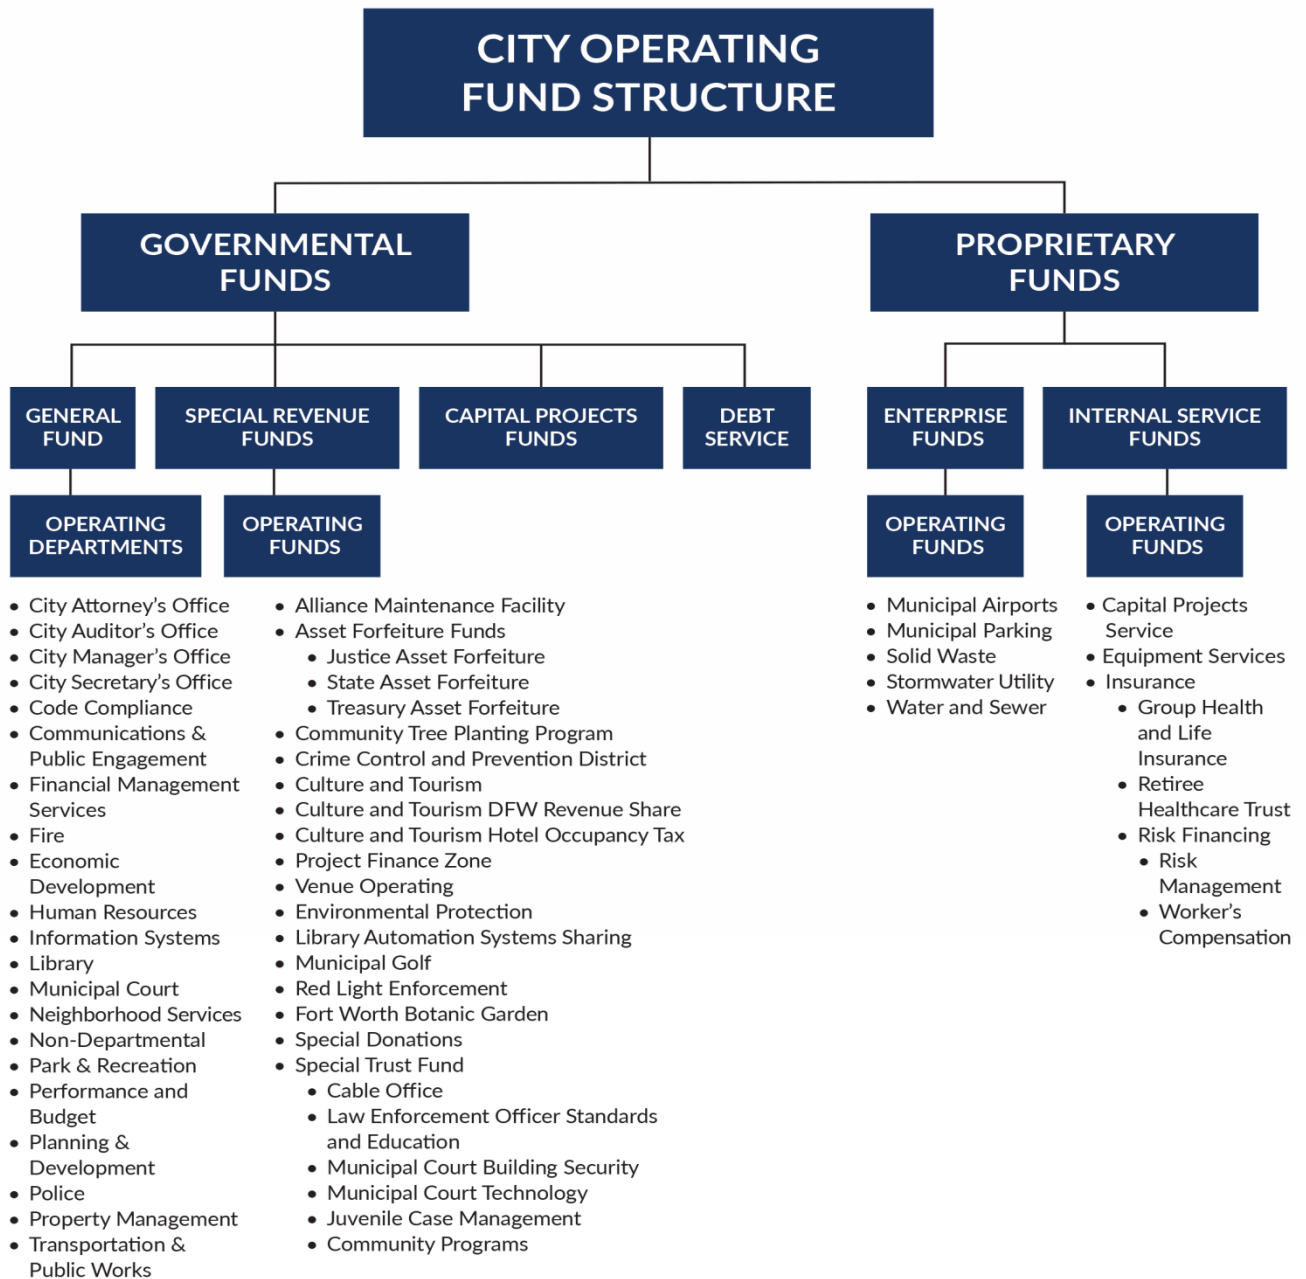 CITY OPERATING
FUND STRUCTURE
GOVERNMENTAL
FUNDS
PROPRIETARY
FUNDS
GENERAL
FUND
SPECIAL REVENUE
FUNDS
CAPITAL PROJECTS
FUNDS
DEBT
SERVICE
ENTERPRISE
FUNDS
INTERNAL SERVICE
FUNDS
OPERATING
DEPARTMENTS
OPERATING
FUNDS
OPERATING
FUNDS
OPERATING
FUNDS
• City Attorney’s Office
• City Auditor’s Office
• City Manager’s Office
• City Secretary’s Office
• Code Compliance
• Communications &
Public Engagement
• Financial Management
Services
• Fire
• Economic
Development
• Human Resources
• Information Systems
• Library
• Municipal Court
• Neighborhood Services
• Non-Departmental
• Park & Recreation
• Performance and
Budget
• Planning &
Development
• Police
• Property Management
• Transportation &
Public Works
• Alliance Maintenance Facility
• Asset Forfeiture Funds
• Justice Asset Forfeiture
• State Asset Forfeiture
• Treasury Asset Forfeiture
• Community Tree Planting Program
• Crime Control and Prevention District
• Culture and Tourism
• Culture and Tourism DFW Revenue Share
• Culture and Tourism Hotel Occupancy Tax
• Project Finance Zone
• Venue Operating
• Environmental Protection
• Library Automation Systems Sharing
• Municipal Golf
• Red Light Enforcement
• Fort Worth Botanic Garden
• Special Donations
• Special Trust Fund
• Cable Office
• Law Enforcement Officer Standards
and Education
• Municipal Court Building Security
• Municipal Court Technology
• Juvenile Case Management
• Community Programs
• Municipal Airports
• Municipal Parking
• Solid Waste
• Stormwater Utility
• Water and Sewer
• Capital Projects
Service
• Equipment Services
• Insurance
• Group Health
and Life
Insurance
• Retiree
Healthcare Trust
• Risk Financing
• Risk
Management
• Worker’s
Compensation